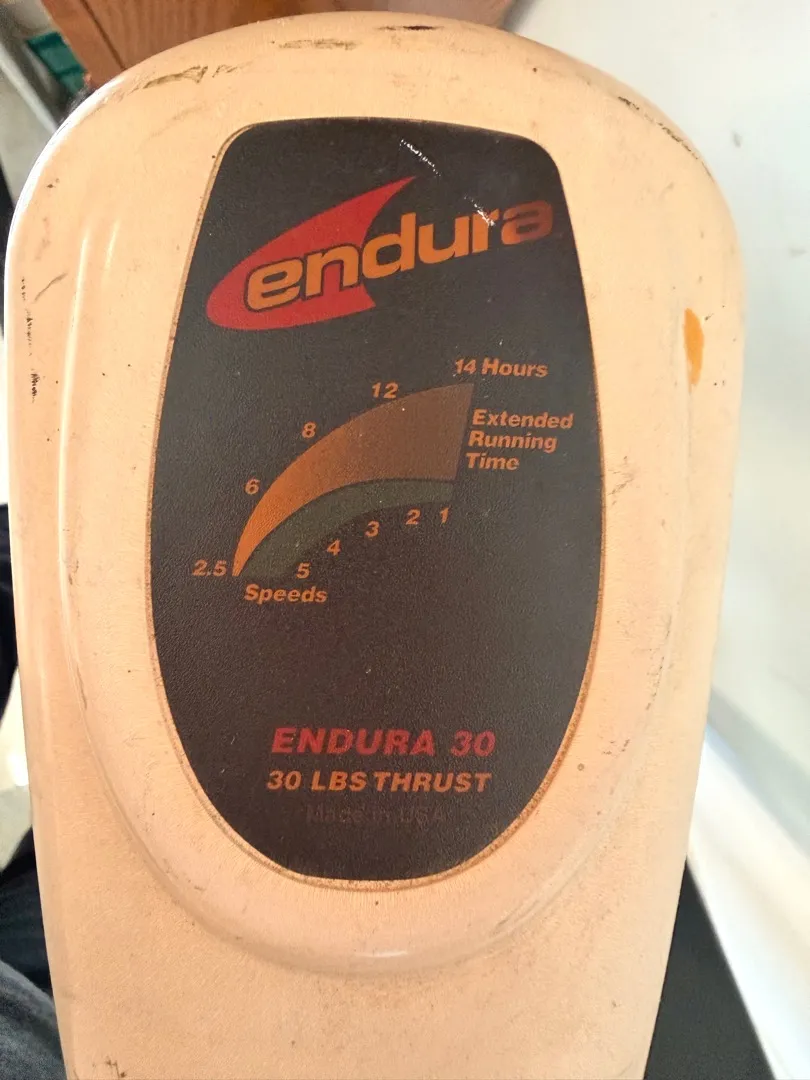 endura
14 Hours
12
8
6
2.5
Extended
Running
Time
1
2
3
4
5
Speeds
ENDURA 30
30 LBS THRUST
Made in USA